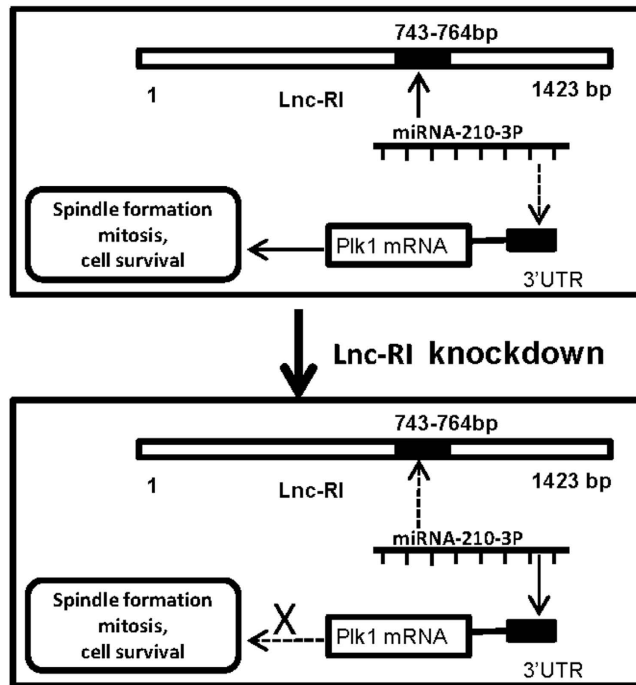 743-764bp
1
Lnc-RI
1423 bp
miRNA-210-3P
Spindle formation
mitosis,
cell survival
Plk1 mRNA
3'UTR
Lnc-RI knockdown
743-764bp
1
Lnc-RI
1423 bp
miRNA-210-3P
Spindle formation
mitosis,
cell survival
X
Plk1 mRNA
3'UTR